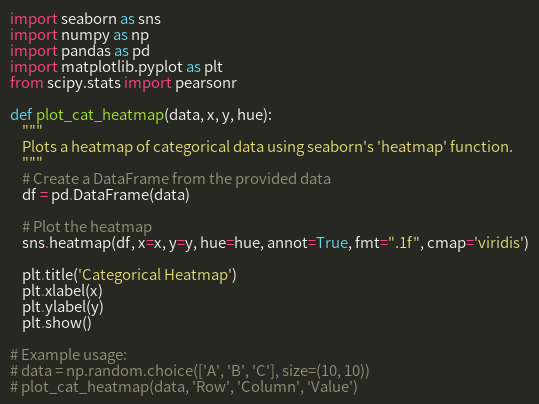 import seaborn as sns
import numpy as np
import pandas as pd
import matplotlib.pyplot as plt
from scipy.stats import pearsonr

def plot_cat_heatmap(data, x, y, hue):
    """
    Plots a heatmap of categorical data using seaborn's 'heatmap' function.
    """
    # Create a DataFrame from the provided data
    df = pd.DataFrame(data)

    # Plot the heatmap
    sns.heatmap(df, x=x, y=y, hue=hue, annot=True, fmt=".1f", cmap='viridis')

    plt.title('Categorical Heatmap')
    plt.xlabel(x)
    plt.ylabel(y)
    plt.show()

# Example usage:
# data = np.random.choice(['A', 'B', 'C'], size=(10, 10))
# plot_cat_heatmap(data, 'Row', 'Column', 'Value')